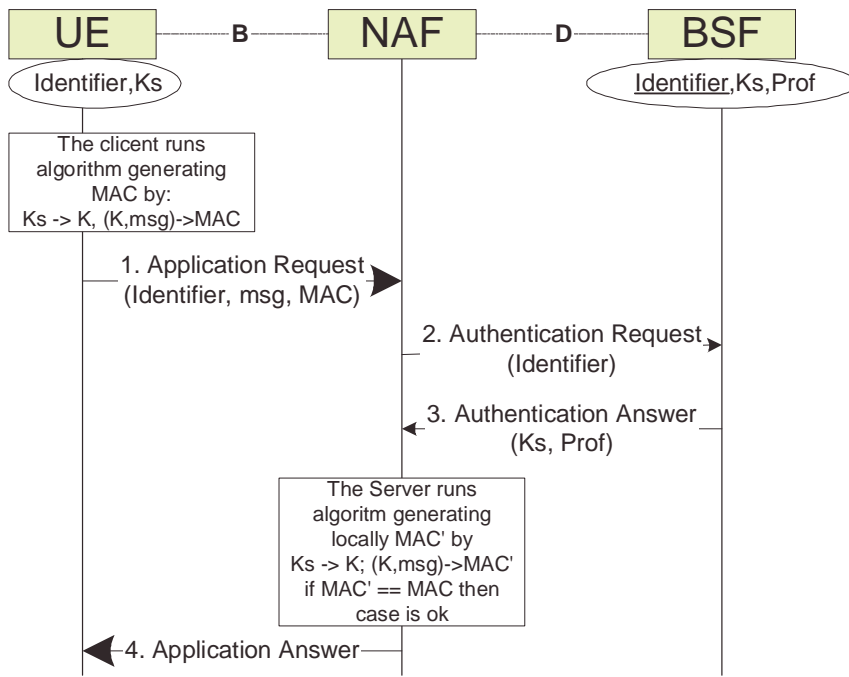 UE
B
NAF
D
BSF
Identifier,Ks
Identifier,Ks,Prof
The clicent runs
algorithm generating
MAC by:
Ks -> K, (K,msg)->MAC
1. Application Request
(Identifier, msg, MAC)
2. Authentication Request
(Identifier)
3. Authentication Answer
(Ks, Prof)
The Server runs
algoritm generating
locally MAC' by
Ks -> K; (K,msg)->MAC'
if MAC' == MAC then
case is ok
4. Application Answer